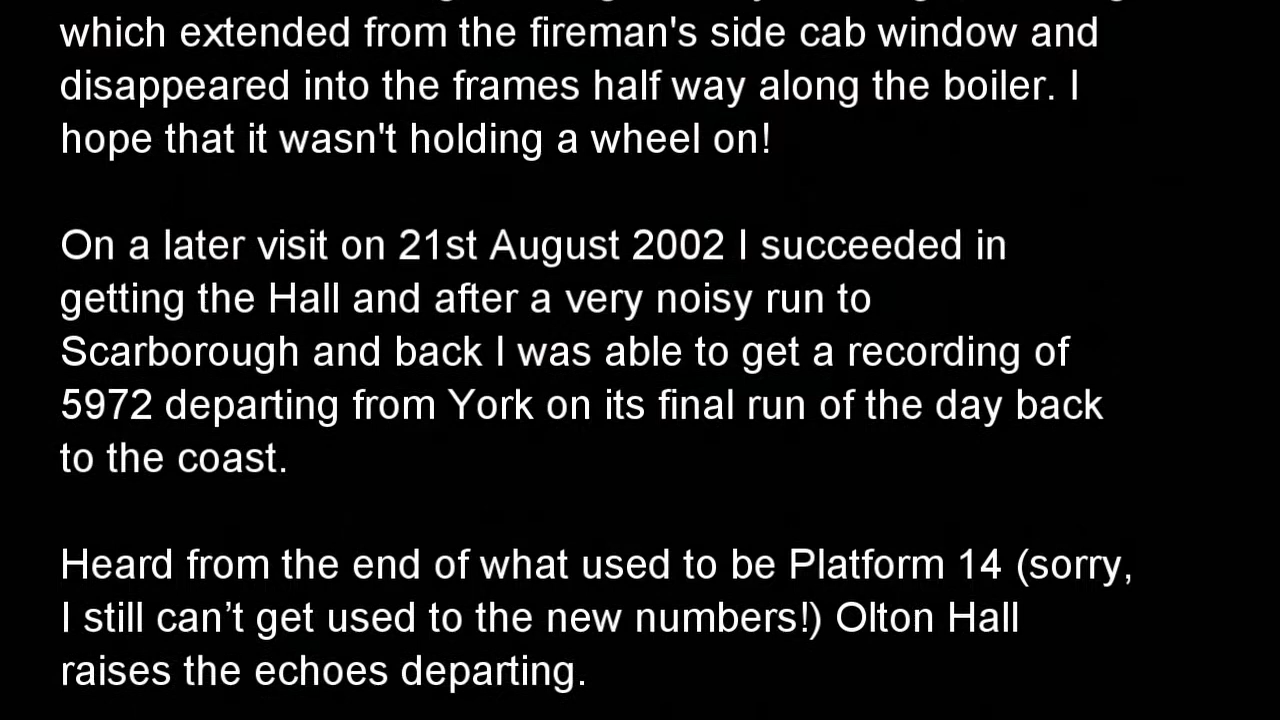 which extended from the fireman's side cab window and
disappeared into the frames half way along the boiler. I
hope that it wasn't holding a wheel on!
On a later visit on 21st August 2002 I succeeded in
getting the Hall and after a very noisy run to
Scarborough and back I was able to get a recording of
5972 departing from York on its final run of the day back
to the coast.
Heard from the end of what used to be Platform 14 (sorry,
I still can’t get used to the new numbers!) Olton Hall
raises the echoes departing.